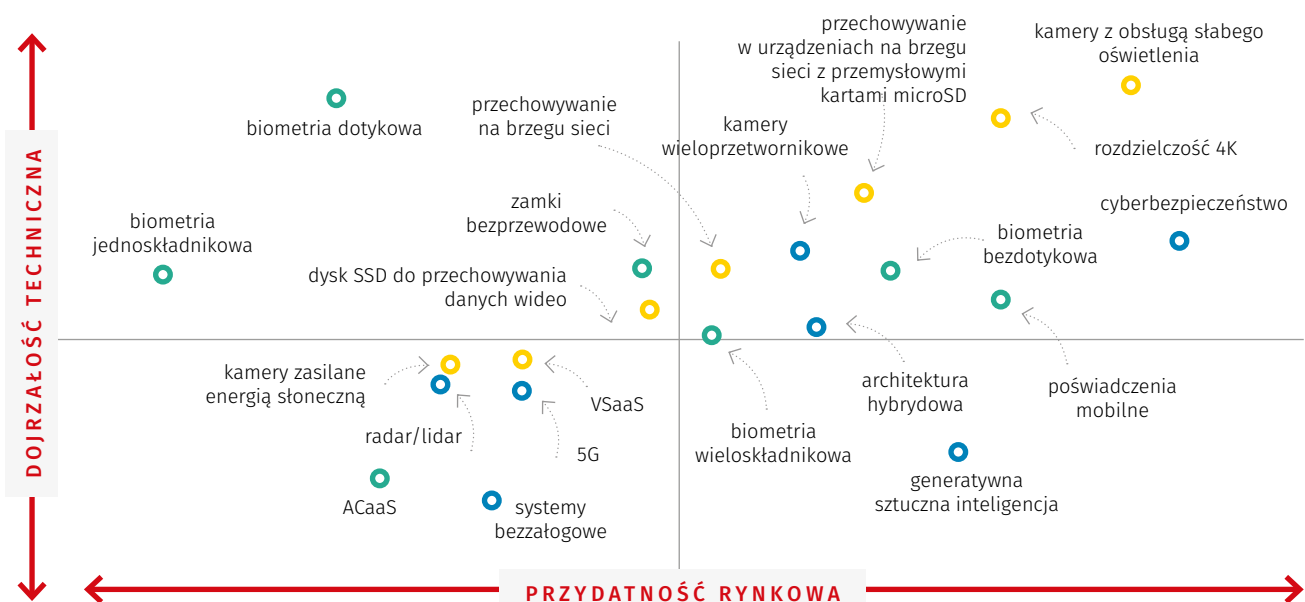 przechowywanie
w urządzeniach na brzegu
sieci z przemysłowymi
kartami microSD
kamery z obsługą słabego
oświetlenia
biometria dotykowa
przechowywanie
na brzegu sieci
kamery
wieloprzetwornikowe
rozdzielczość 4K
biometria
jednoskładnikowa
zamki
bezprzewodowe
cyberbezpieczeństwo
biometria
bezdotykowa
dysk SSD do przechowywania
danych wideo
kamery zasilane
energią słoneczną
VSaaS
architektura
hybrydowa
poświadczenia
mobilne
radar/lidar
5G
biometria
wieloskładnikowa
generatywna
sztuczna inteligencja
ACaaS
systemy
bezzałogowe
DOJRZAŁOŚĆ TECHNICZNA
PRZYDATNOŚĆ RYNKOWA